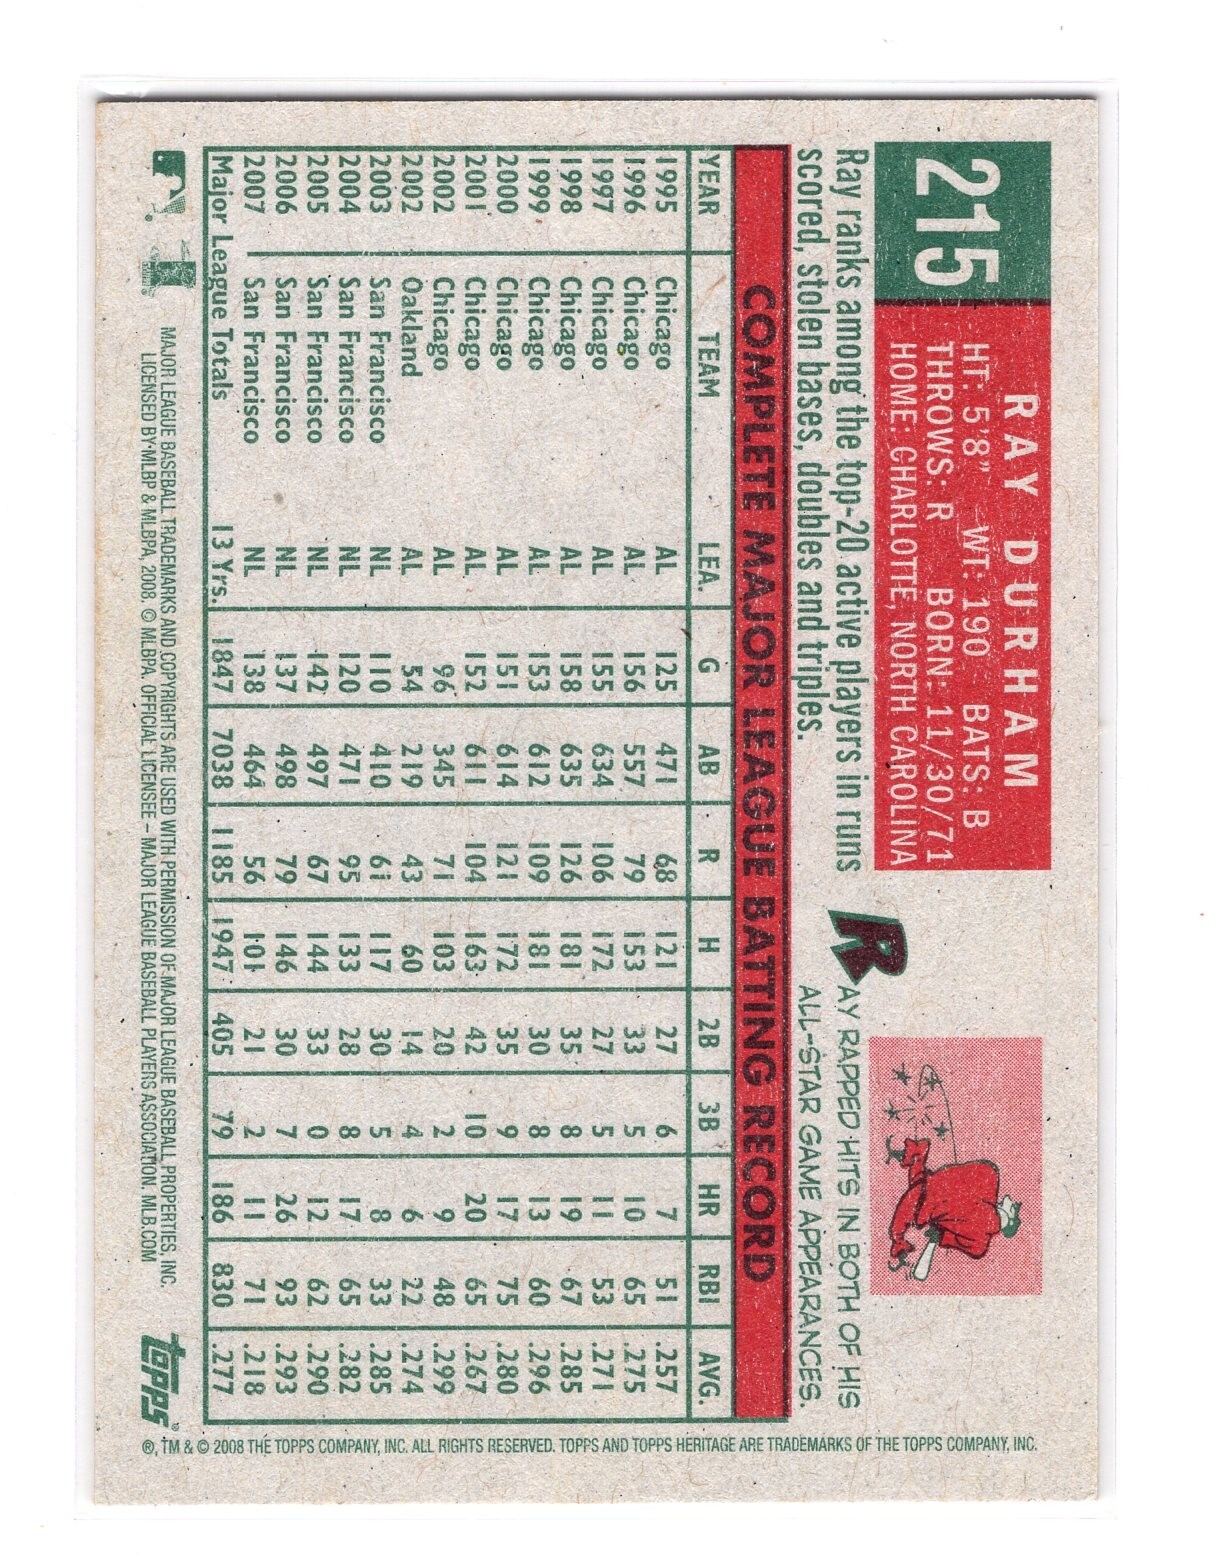 215
RAY DURHAM
HT: 5'8" WT: 190 BATS: B
THROWS: R BORN: 11/30/71
HOME: CHARLOTTE, NORTH CAROLINA
Ray ranks among the top-20 active players in runs
scored, stolen bases, doubles and triples.
RAY RAPPED HITS IN BOTH OF HIS
ALL-STAR GAME APPEARANCES.
COMPLETE MAJOR LEAGUE BATTING RECORD
YEAR TEAM LEA. G AB R H 2B 3B HR RBI AVG.
1995 Chicago AL 125 471 68 121 27 6 7 51 .257
1996 Chicago AL 156 557 79 153 33 5 10 65 .275
1997 Chicago AL 155 634 106 172 27 5 11 53 .271
1998 Chicago AL 158 635 126 181 35 8 19 67 .285
1999 Chicago AL 153 612 109 181 30 8 13 60 .296
2000 Chicago AL 151 614 121 172 35 9 17 75 .280
2001 Chicago AL 152 611 104 163 42 10 20 65 .267
2002 Chicago AL 96 345 71 103 20 2 9 48 .299
2002 Oakland AL 54 219 43 60 14 4 6 22 .274
2003 San Francisco NL 110 410 61 117 30 5 8 33 .285
2004 San Francisco NL 120 471 95 133 28 8 17 65 .282
2005 San Francisco NL 142 497 67 144 33 0 12 62 .290
2006 San Francisco NL 137 498 79 146 30 7 26 93 .293
2007 San Francisco NL 138 464 56 101 21 2 11 71 .218
Major League Totals 13 Yrs. 1847 7038 1185 1947 405 79 186 830 .277
MAJOR LEAGUE BASEBALL TRADEMARKS AND COPYRIGHTS ARE USED WITH PERMISSION OF MAJOR LEAGUE BASEBALL PROPERTIES, INC.
LICENSED BY MLBP & MLBPA, 2008. © MLBPA. OFFICIAL LICENSEE – MAJOR LEAGUE BASEBALL PLAYERS ASSOCIATION. MLB.COM
topps®
®, TM & © 2008 THE TOPPS COMPANY, INC. ALL RIGHTS RESERVED. TOPPS AND TOPPS HERITAGE ARE TRADEMARKS OF THE TOPPS COMPANY, INC.